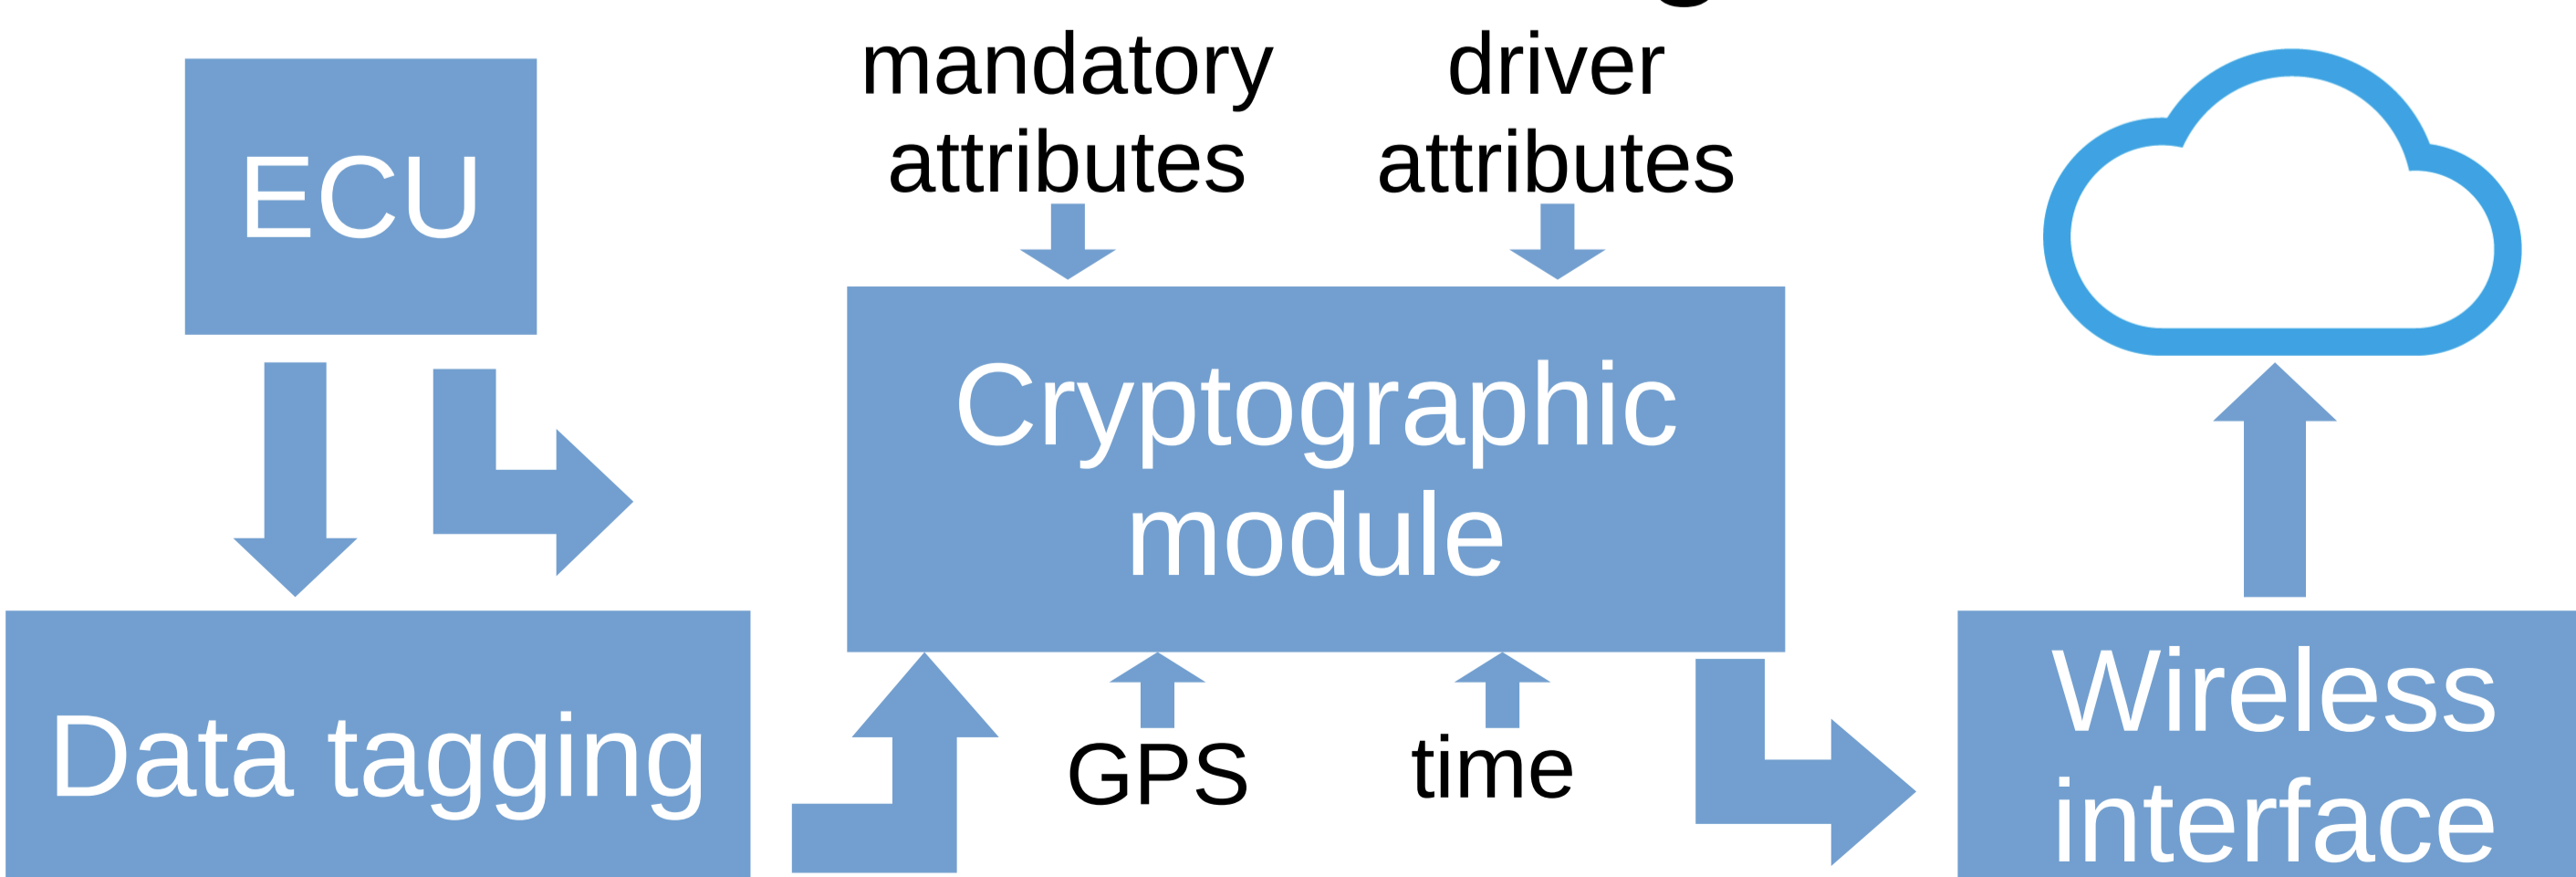 ECU
mandatory
attributes
driver
attributes
Cryptographic
module
Data tagging
GPS
time
Wireless
interface